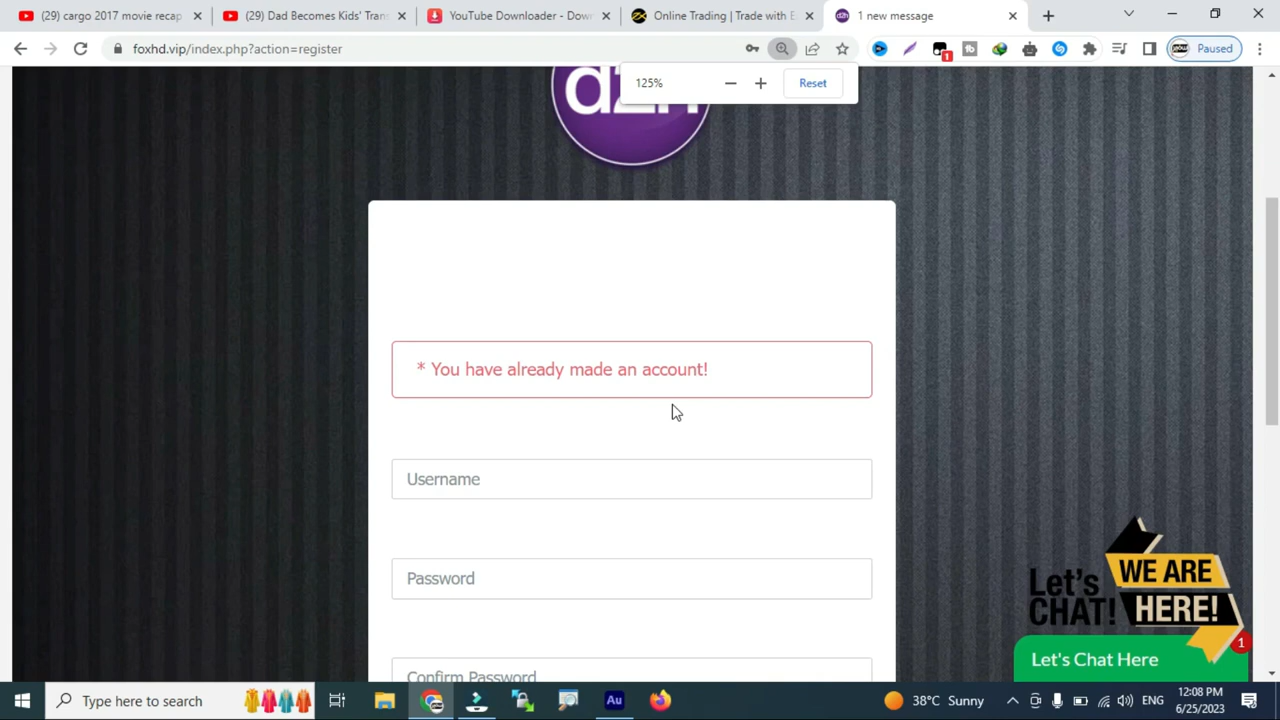 (29) cargo 2017 movie recap
(29) Dad Becomes Kids' Tran
YouTube Downloader - Dow
Online Trading | Trade with E
1 new message
foxhd.vip/index.php?action=register
1
Paused
125%
Reset
d2h
* You have already made an account!
Username
Password
Confirm Password
Let's
CHAT!
WE ARE
HERE!
1
Let's Chat Here
Type here to search
Au
38°C Sunny
ENG
12:08 PM
6/25/2023